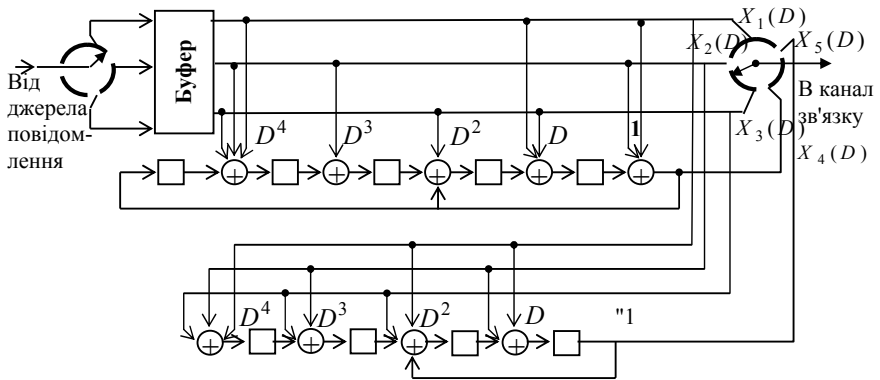 X₁(D)
X₂(D)
X₅(D)
Буфер
Від
джерела
повідом-
лення
В канал
зв'язку
X₃(D)
X₄(D)
D⁴ D³ D² D 1
+ + + + +
D⁴ D³ D² D "1
+ + + +